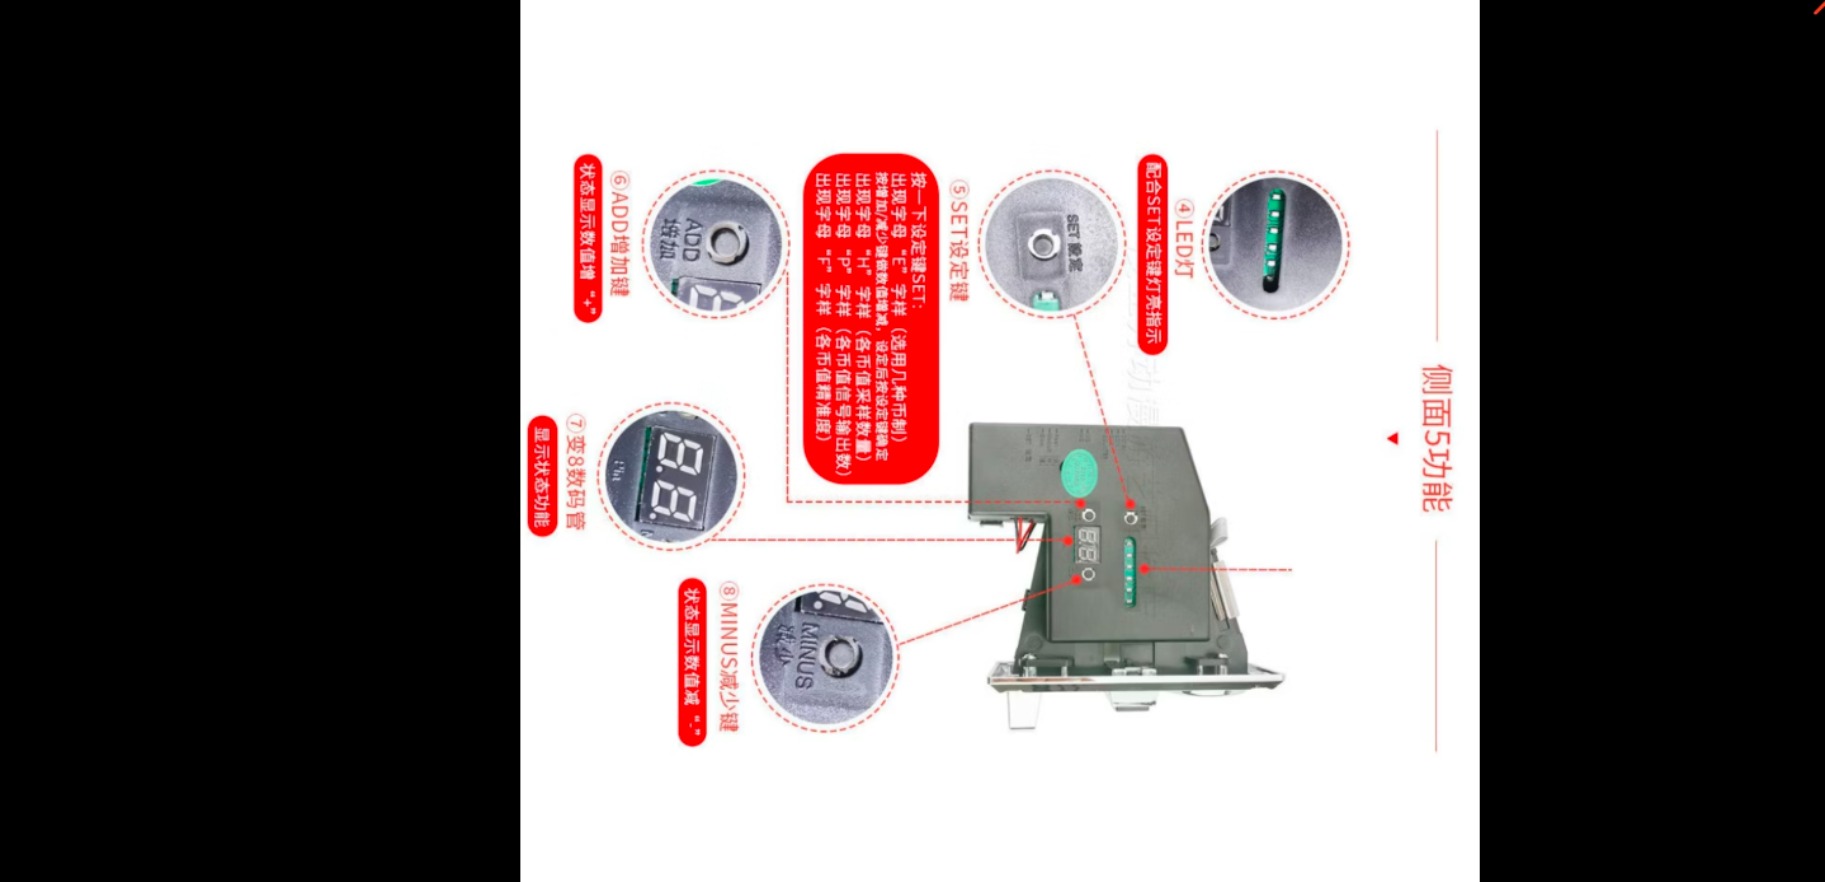 侧面5功能
④LED灯
配合SET设定键灯亮指示
SET 设定
⑤SET设定键
按一下设定键SET：
出现字母“E”字样（选用几种币制）
按增加/减少键做数值增减，设定后按设定键确定
出现字母“H”字样（各币值采样数量）
出现字母“P”字样（各币值信号输出数）
出现字母“F”字样（各币值精准度）
ADD
增加
⑥ADD增加键
状态显示数值增“+”
8.8.
⑦变8数码管
显示状态功能
MINUS
减少
⑧MINUS减少键
状态显示数值减“-”